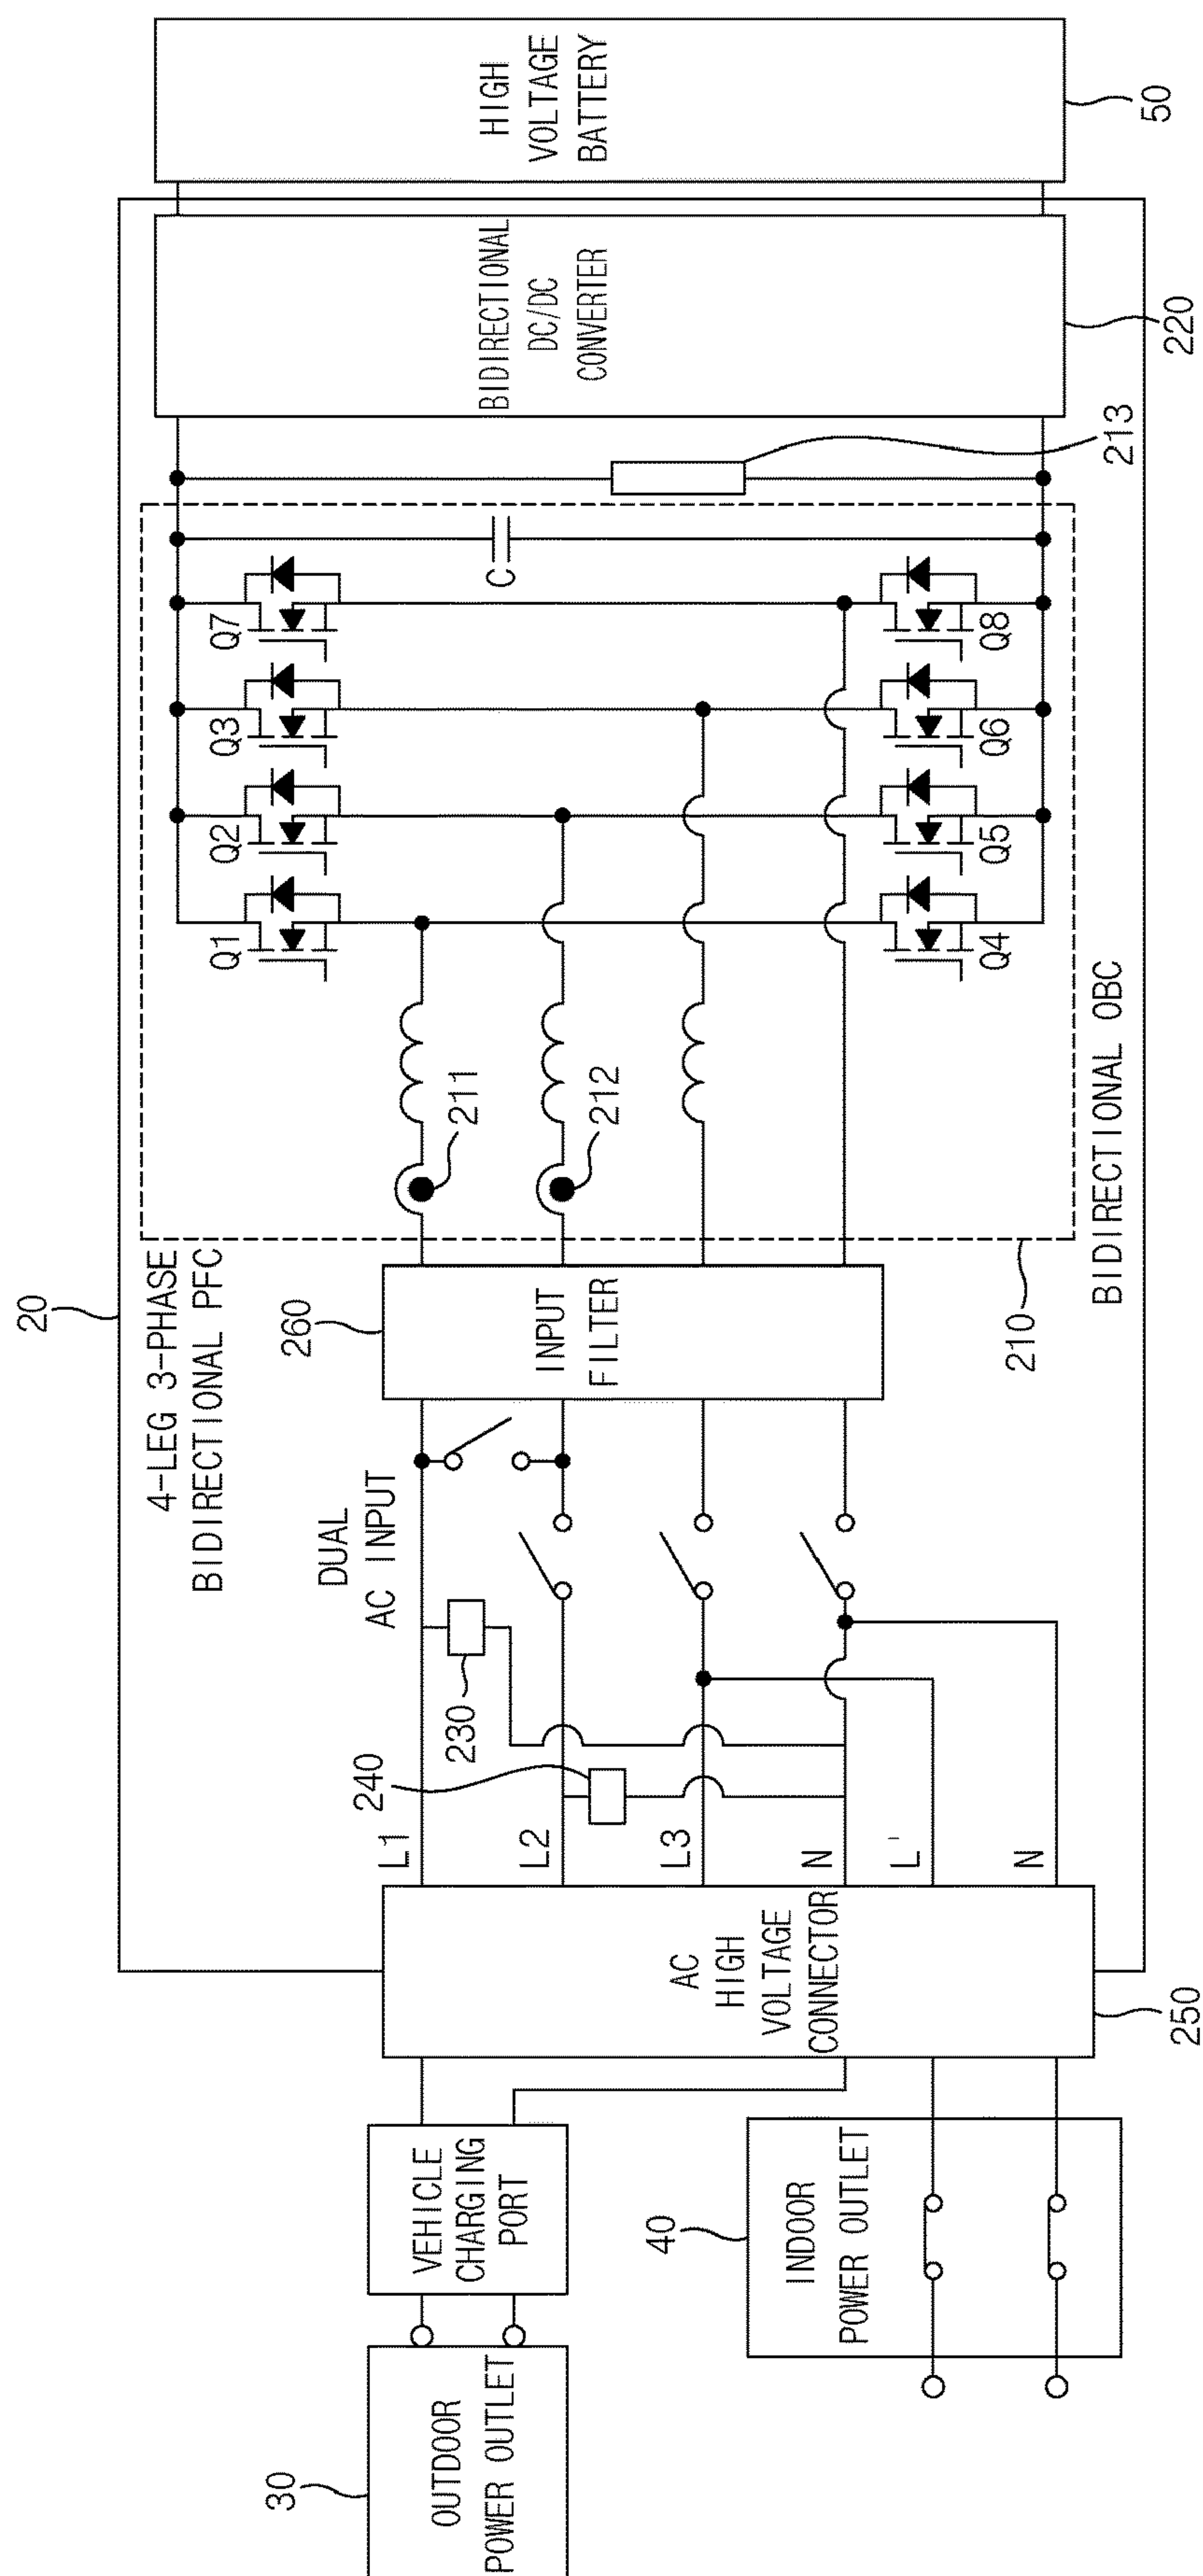 20
4-LEG 3-PHASE
BIDIRECTIONAL PFC
DUAL
AC INPUT
260
INPUT
FILTER
210
BIDIRECTIONAL OBC
211
212
Q1
Q2
Q3
Q7
Q4
Q5
Q6
Q8
C
213
BIDIRECTIONAL
DC/DC
CONVERTER
220
HIGH
VOLTAGE
BATTERY
50
230
240
L1
L2
L3
N
L'
N
AC
HIGH
VOLTAGE
CONNECTOR
250
VEHICLE
CHARGING
PORT
30
OUTDOOR
POWER OUTLET
40
INDOOR
POWER OUTLET